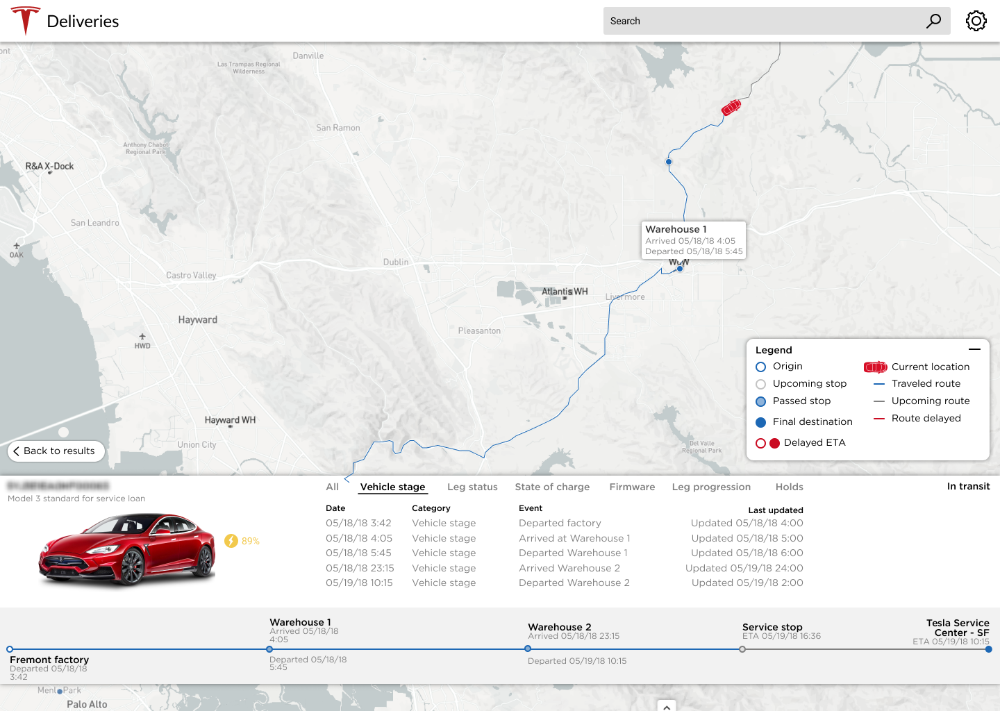 Deliveries
Search
ont
Danville
Las Trampas Regional
Wilderness
San Ramon
Anthony Chabot
Regional Park
R&A X-Dock
San Leandro
OAK
Warehouse 1
Arrived 05/18/18 4:05
Departed 05/18/18 5:45
Dublin
WoW
Castro Valley
Atlantis WH
Livermore
Hayward
Pleasanton
HWD
Legend
Origin
Current location
Upcoming stop
Traveled route
Passed stop
Upcoming route
Final destination
Route delayed
Delayed ETA
Hayward WH
Union City
Del Valle
Regional Park
Back to results
Model 3 standard for service loan
89%
All Vehicle stage Leg status State of charge Firmware Leg progression Holds
In transit
Date Category Event Last updated
05/18/18 3:42 Vehicle stage Departed factory Updated 05/18/18 4:00
05/18/18 4:05 Vehicle stage Arrived at Warehouse 1 Updated 05/18/18 5:00
05/18/18 5:45 Vehicle stage Departed Warehouse 1 Updated 05/18/18 6:00
05/18/18 23:15 Vehicle stage Arrived Warehouse 2 Updated 05/19/18 24:00
05/19/18 10:15 Vehicle stage Departed Warehouse 2 Updated 05/19/18 2:00
Fremont factory
Departed 05/18/18
3:42
Warehouse 1
Arrived 05/18/18
4:05
Departed 05/18/18
5:45
Warehouse 2
Arrived 05/18/18 23:15
Departed 05/19/18 10:15
Service stop
ETA 05/19/18 16:36
Tesla Service
Center - SF
ETA 05/19/18 10:15
Menlo Park
Palo Alto